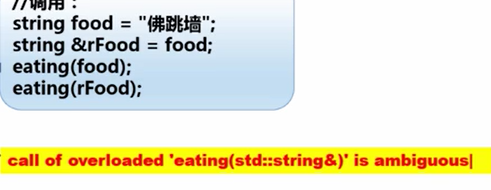 //调用：
string food = "佛跳墙";
string &rFood = food;
eating(food);
eating(rFood);
call of overloaded 'eating(std::string&)' is ambiguous|